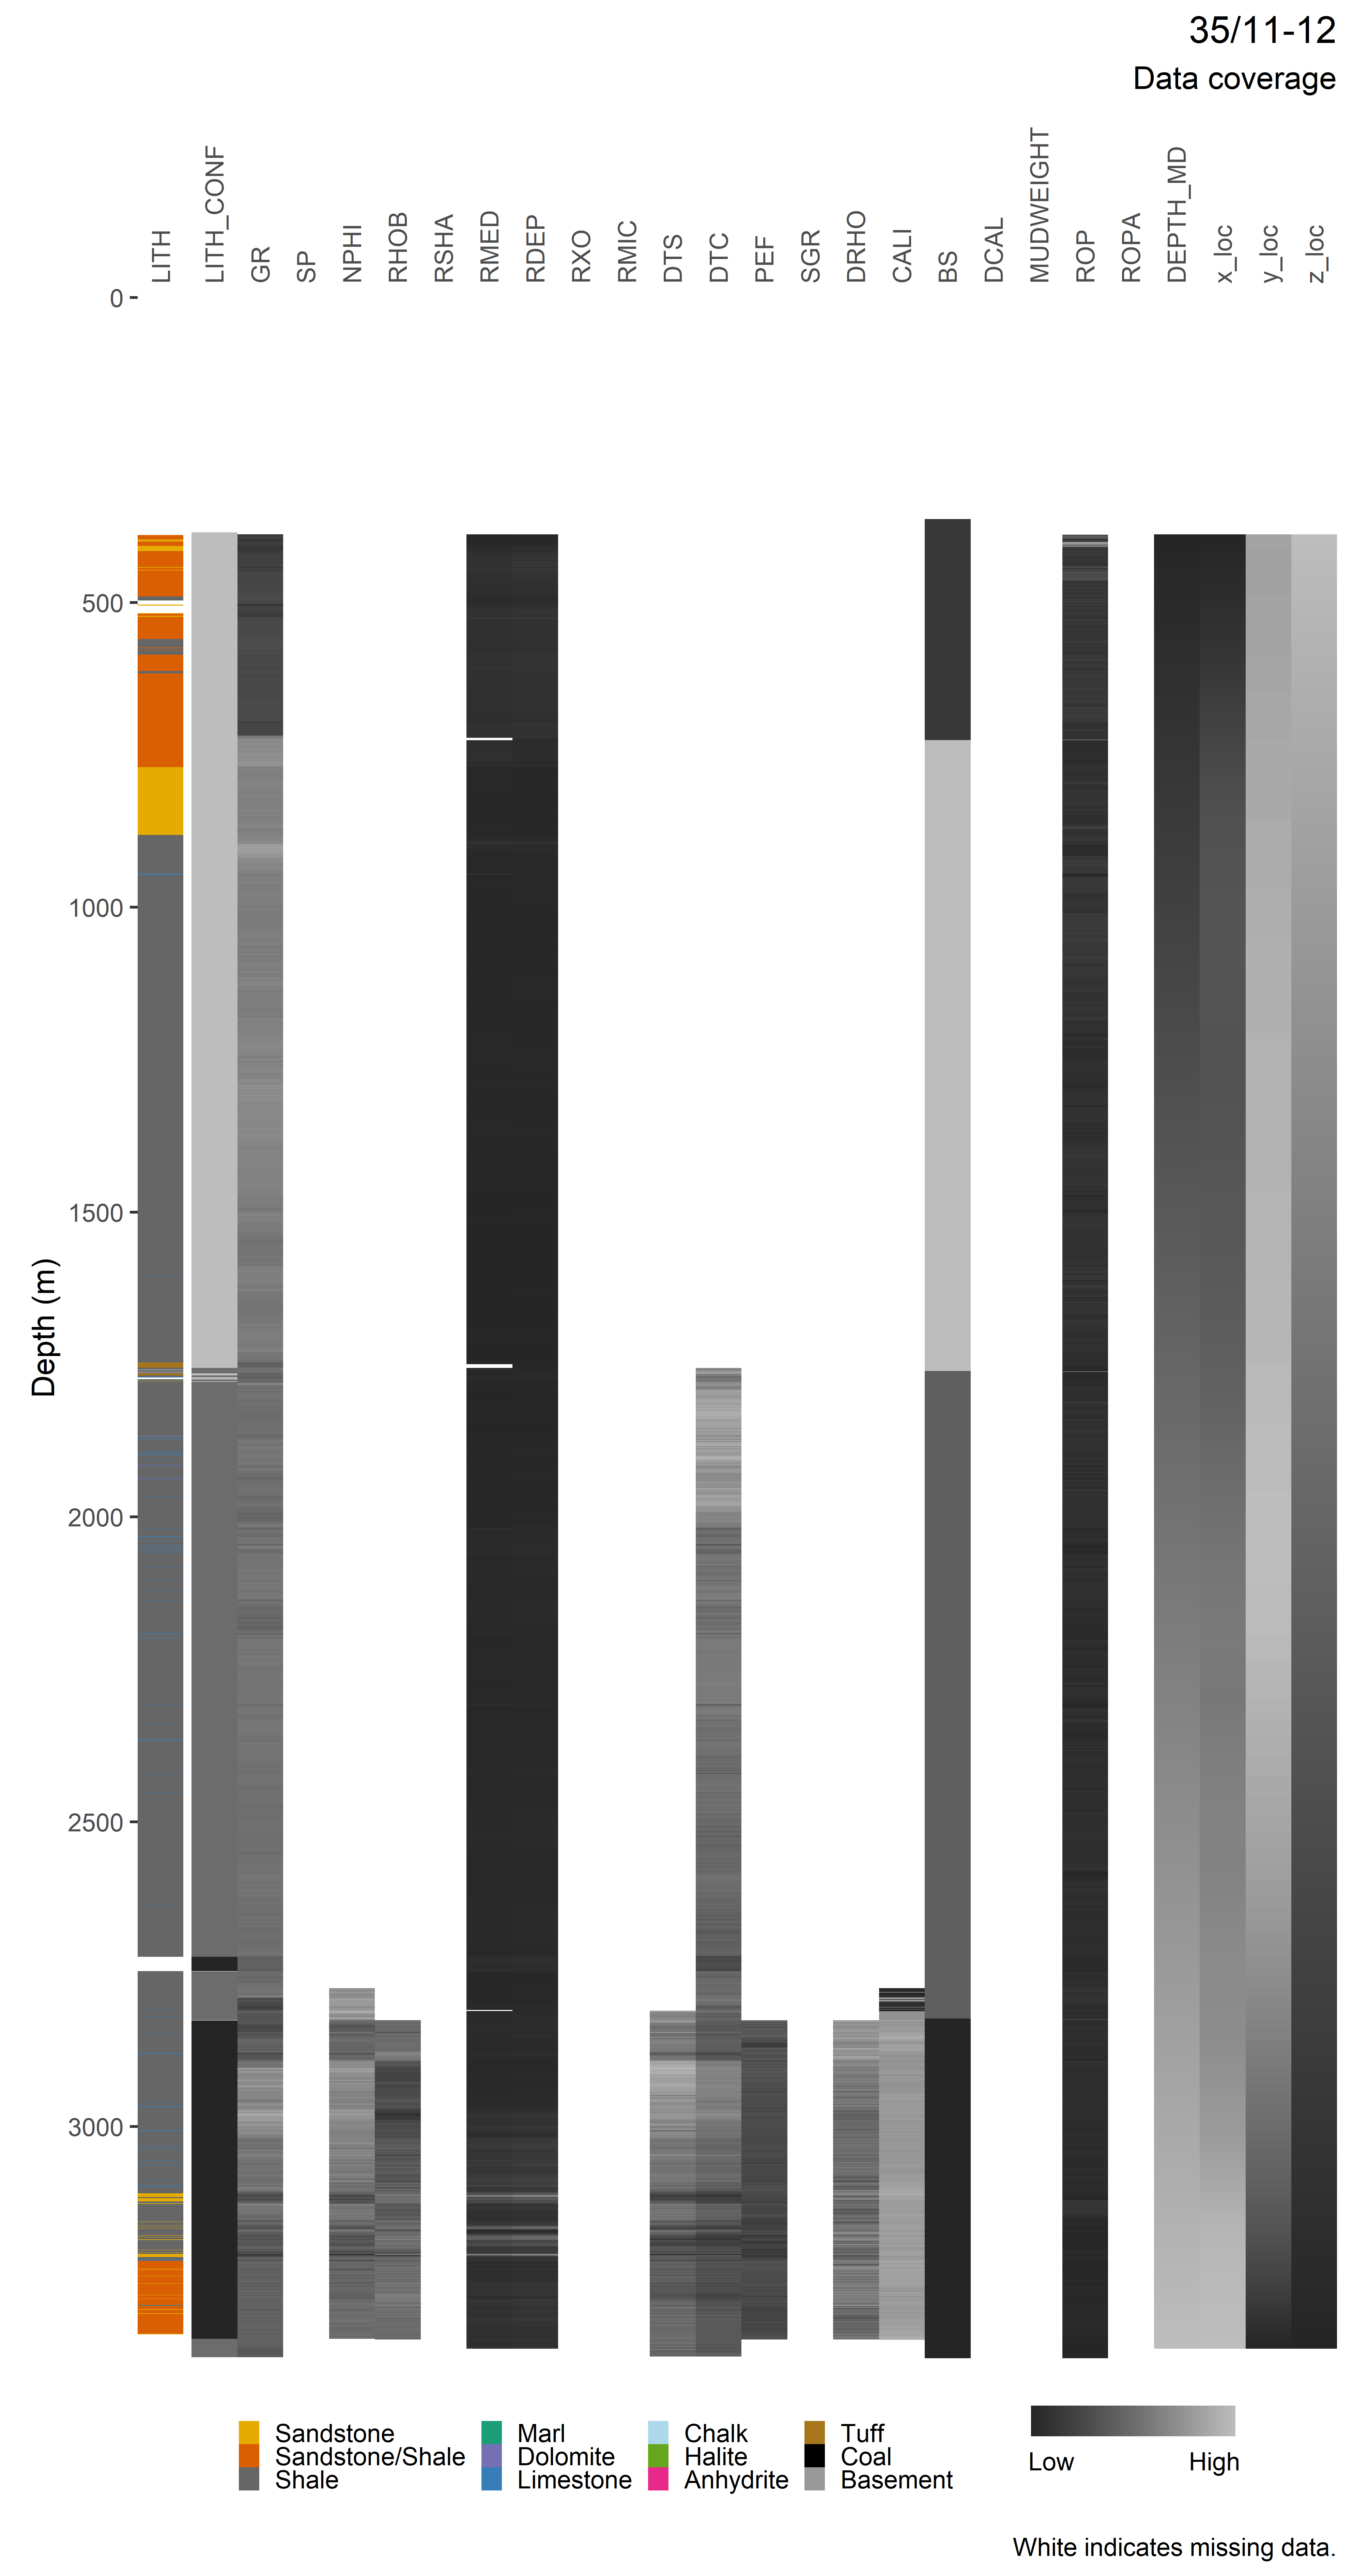 35/11-12
Data coverage
LITH
LITH_CONF
GR
SP
NPHI
RHOB
RSHA
RMED
RDEP
RXO
RMIC
DTS
DTC
PEF
SGR
DRHO
CALI
BS
DCAL
MUDWEIGHT
ROP
ROPA
DEPTH_MD
x_loc
y_loc
z_loc
0
500
1000
1500
2000
2500
3000
Depth (m)
Sandstone
Sandstone/Shale
Shale
Marl
Dolomite
Limestone
Chalk
Halite
Anhydrite
Tuff
Coal
Basement
Low High
White indicates missing data.